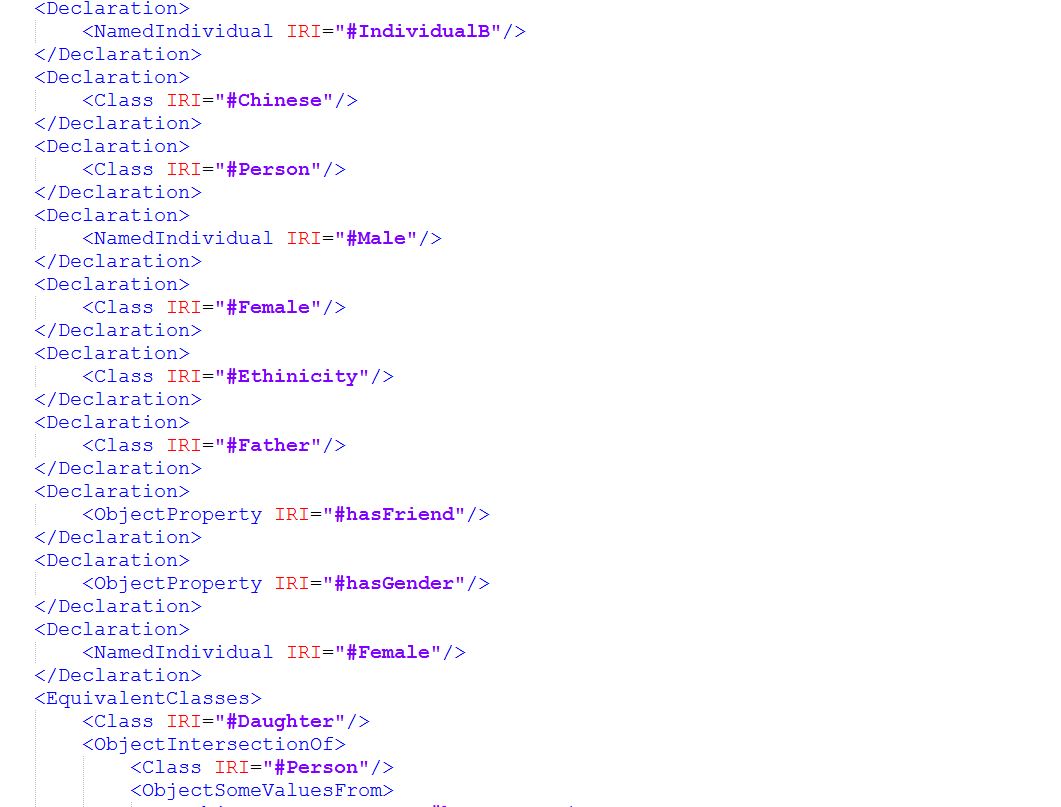 <Declaration>
<NamedIndividual IRI="#IndividualB"/>
</Declaration>
<Declaration>
<Class IRI="#Chinese"/>
</Declaration>
<Declaration>
<Class IRI="#Person"/>
</Declaration>
<Declaration>
<NamedIndividual IRI="#Male"/>
</Declaration>
<Declaration>
<Class IRI="#Female"/>
</Declaration>
<Declaration>
<Class IRI="#Ethinicity"/>
</Declaration>
<Declaration>
<Class IRI="#Father"/>
</Declaration>
<Declaration>
<ObjectProperty IRI="#hasFriend"/>
</Declaration>
<Declaration>
<ObjectProperty IRI="#hasGender"/>
</Declaration>
<Declaration>
<NamedIndividual IRI="#Female"/>
</Declaration>
<EquivalentClasses>
<Class IRI="#Daughter"/>
<ObjectIntersectionOf>
<Class IRI="#Person"/>
<ObjectSomeValuesFrom>